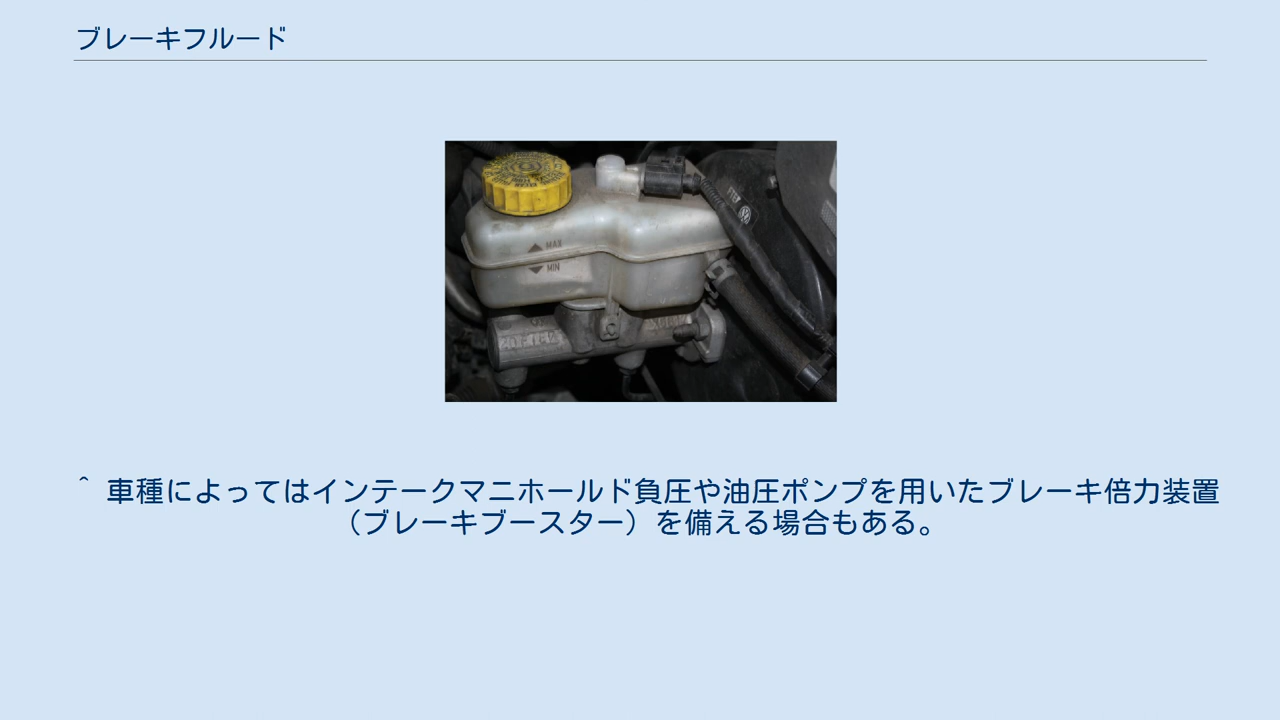 ブレーキフルード
MAX
MIN
^ 車種によってはインテークマニホールド負圧や油圧ポンプを用いたブレーキ倍力装置
（ブレーキブースター）を備える場合もある。